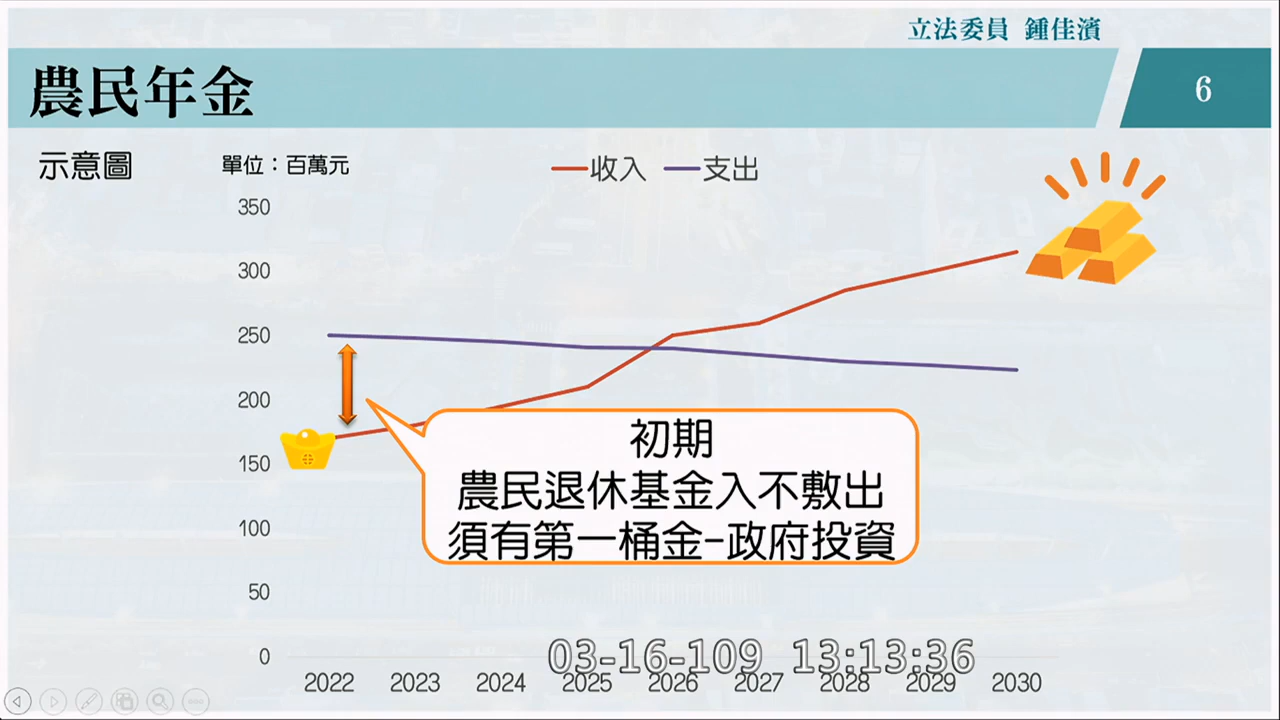 立法委員 鍾佳濱
農民年金
6
示意圖
單位：百萬元
收入 支出
350
300
250
200
150
100
50
0
初期
農民退休基金入不敷出
須有第一桶金-政府投資
03-16-109 13:13:36
2022 2023 2024 2025 2026 2027 2028 2029 2030